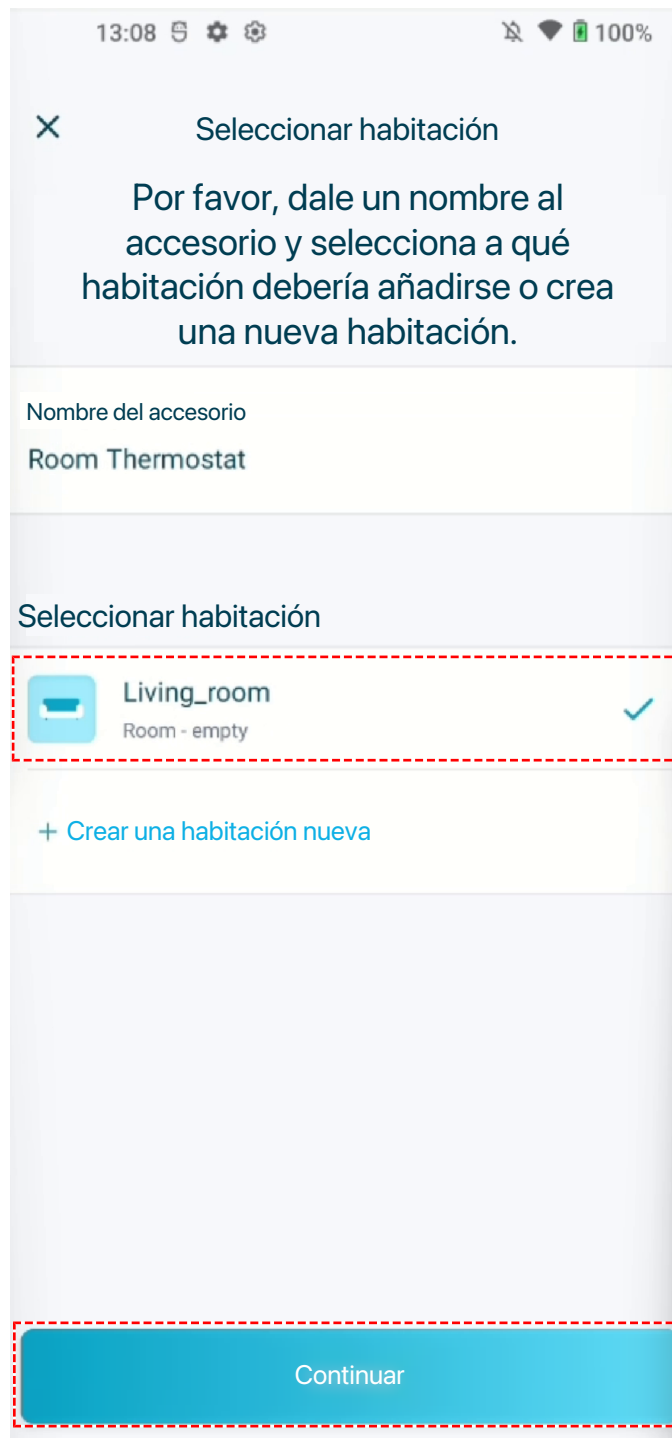 13:08 100%
Seleccionar habitación
Por favor, dale un nombre al
accesorio y selecciona a qué
habitación debería añadirse o crea
una nueva habitación.
Nombre del accesorio
Room Thermostat
Seleccionar habitación
Living_room
Room - empty
+ Crear una habitación nueva
Continuar